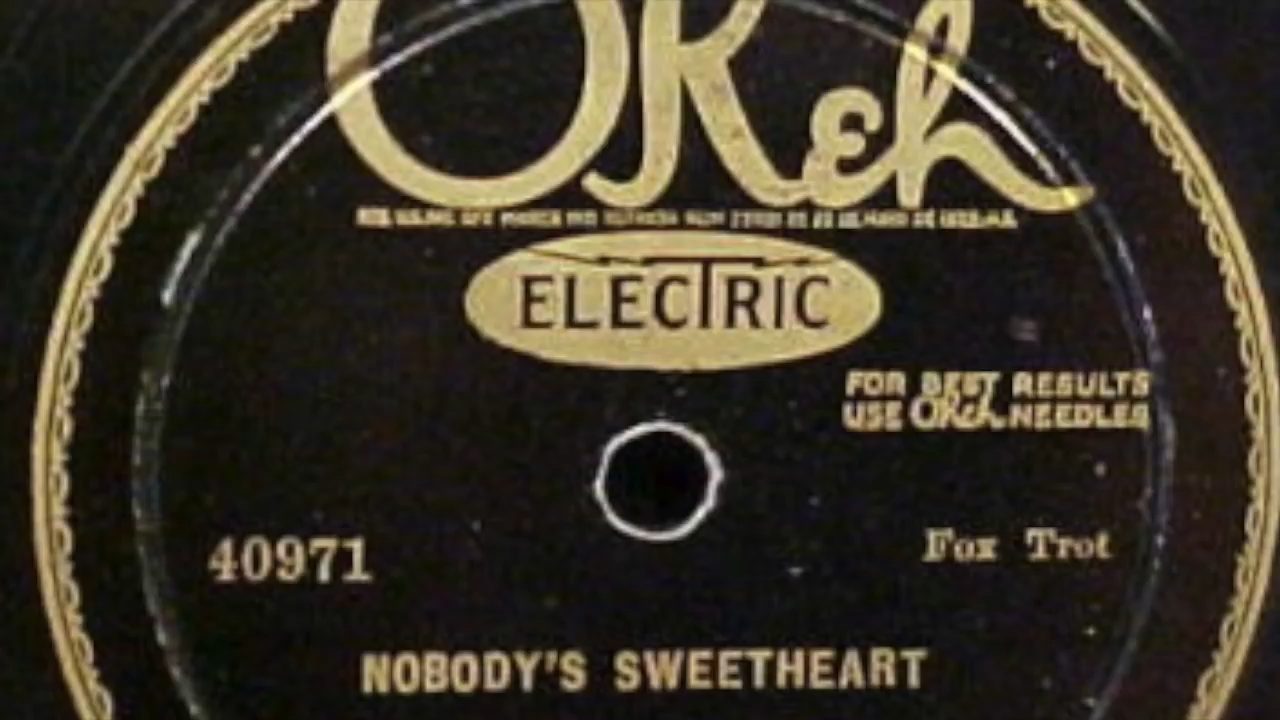 OKeh
ELECTRIC
FOR BEST RESULTS
USE OKeh NEEDLES
40971
Fox Trot
NOBODY'S SWEETHEART